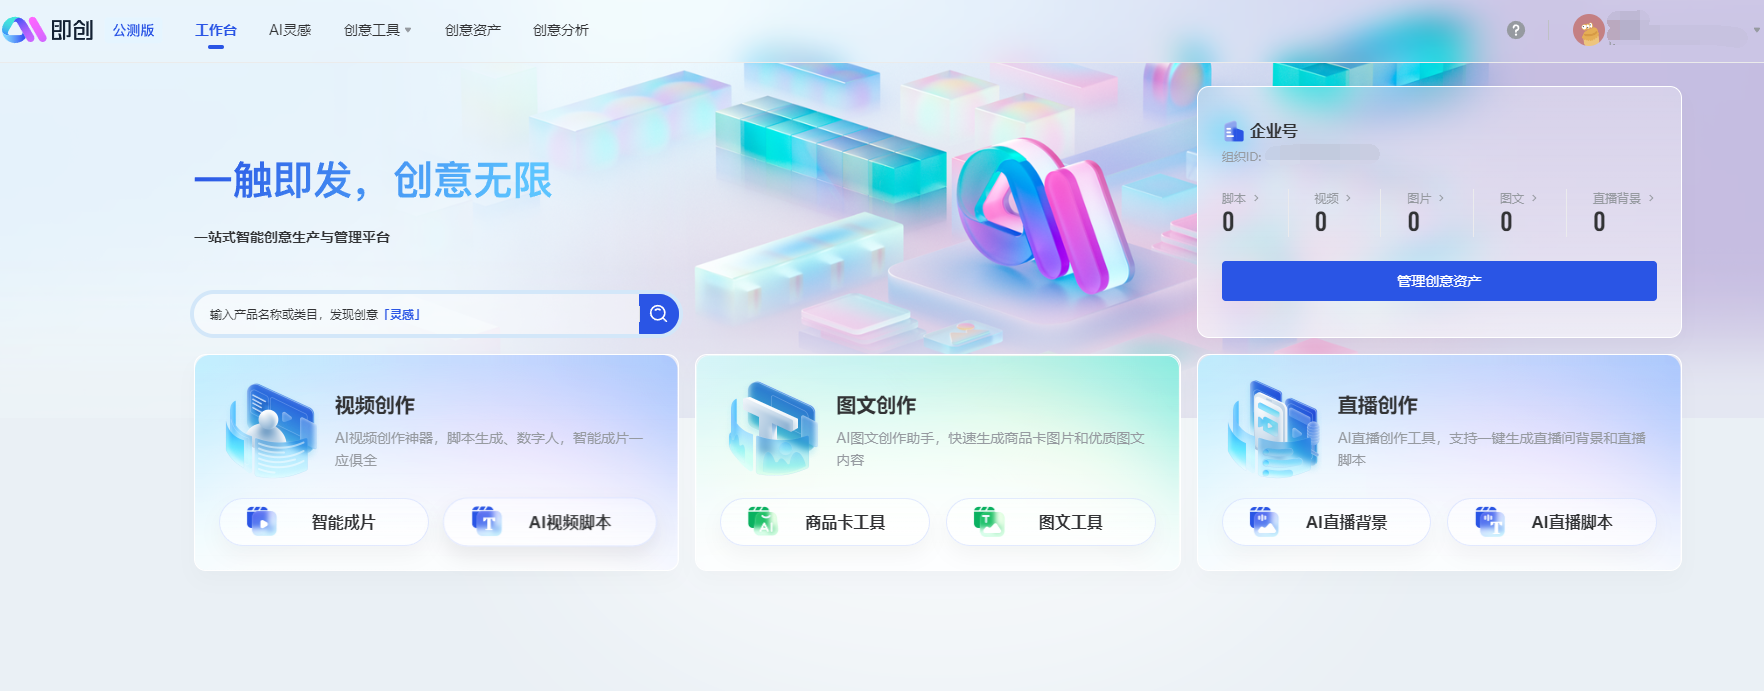 即创 公测版 工作台 AI灵感 创意工具 创意资产 创意分析
一触即发，创意无限
一站式智能创意生产与管理平台
输入产品名称或类目，发现创意「灵感」
企业号
组织ID:
脚本 视频 图片 图文 直播背景
0 0 0 0 0
管理创意资产
视频创作
AI视频创作神器，脚本生成、数字人，智能成片一
应俱全
智能成片 AI视频脚本
图文创作
AI图文创作助手，快速生成商品卡图片和优质图文
内容
商品卡工具 图文工具
直播创作
AI直播创作工具，支持一键生成直播间背景和直播
脚本
AI直播背景 AI直播脚本